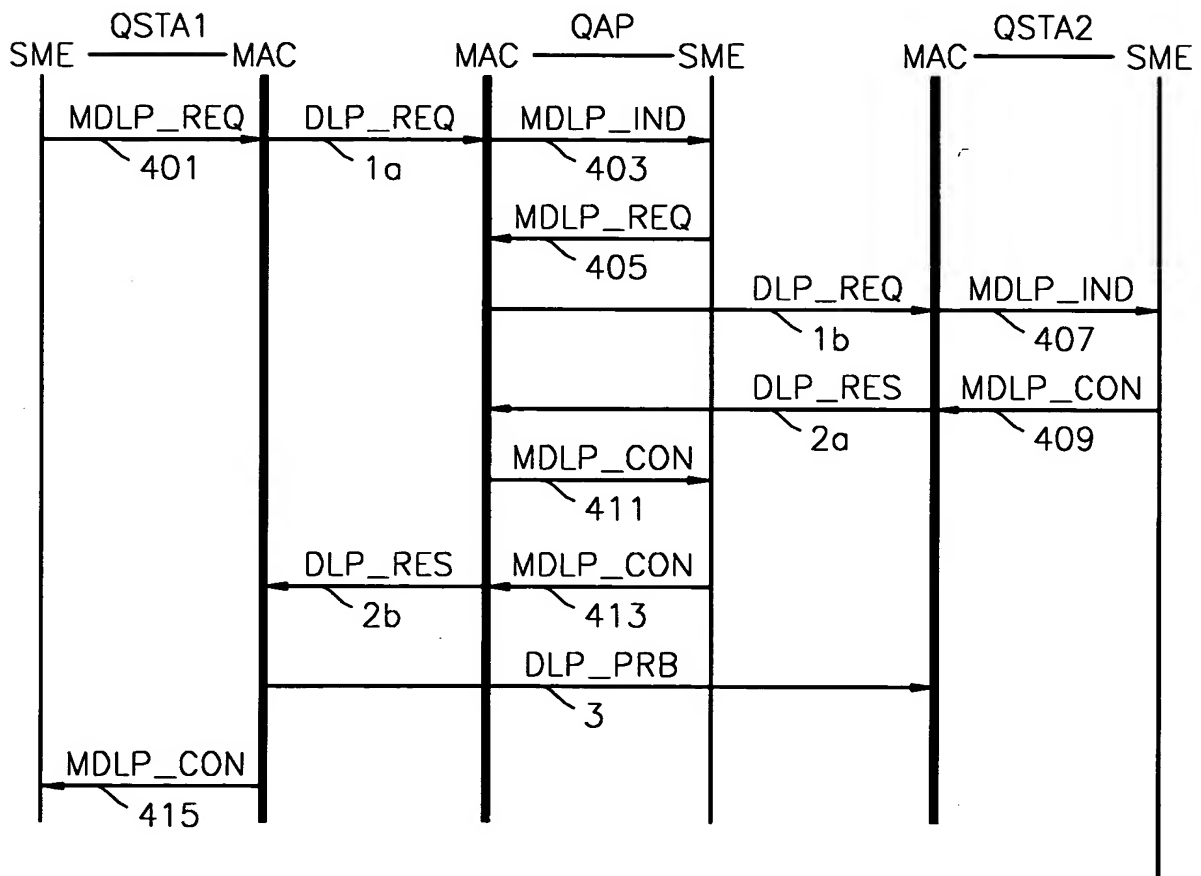 QSTA1 QAP QSTA2
SME MAC MAC SME MAC SME
MDLP_REQ DLP_REQ MDLP_IND
401 1a 403
MDLP_REQ
405
DLP_REQ MDLP_IND
1b 407
DLP_RES MDLP_CON
2a 409
MDLP_CON
411
DLP_RES MDLP_CON
2b 413
DLP_PRB
3
MDLP_CON
415